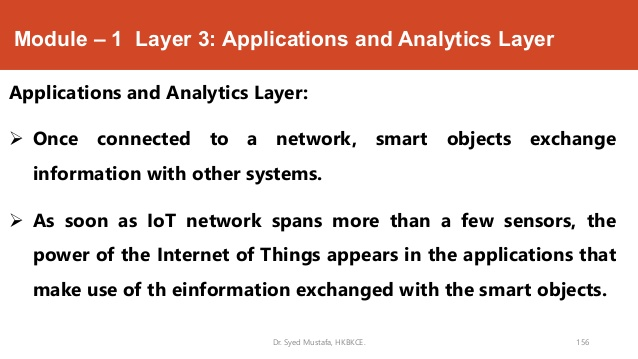 Module – 1  Layer 3: Applications and Analytics Layer
Applications and Analytics Layer:
➢ Once connected to a network, smart objects exchange
information with other systems.
➢ As soon as IoT network spans more than a few sensors, the
power of the Internet of Things appears in the applications that
make use of th einformation exchanged with the smart objects.
Dr. Syed Mustafa, HKBKCE. 156